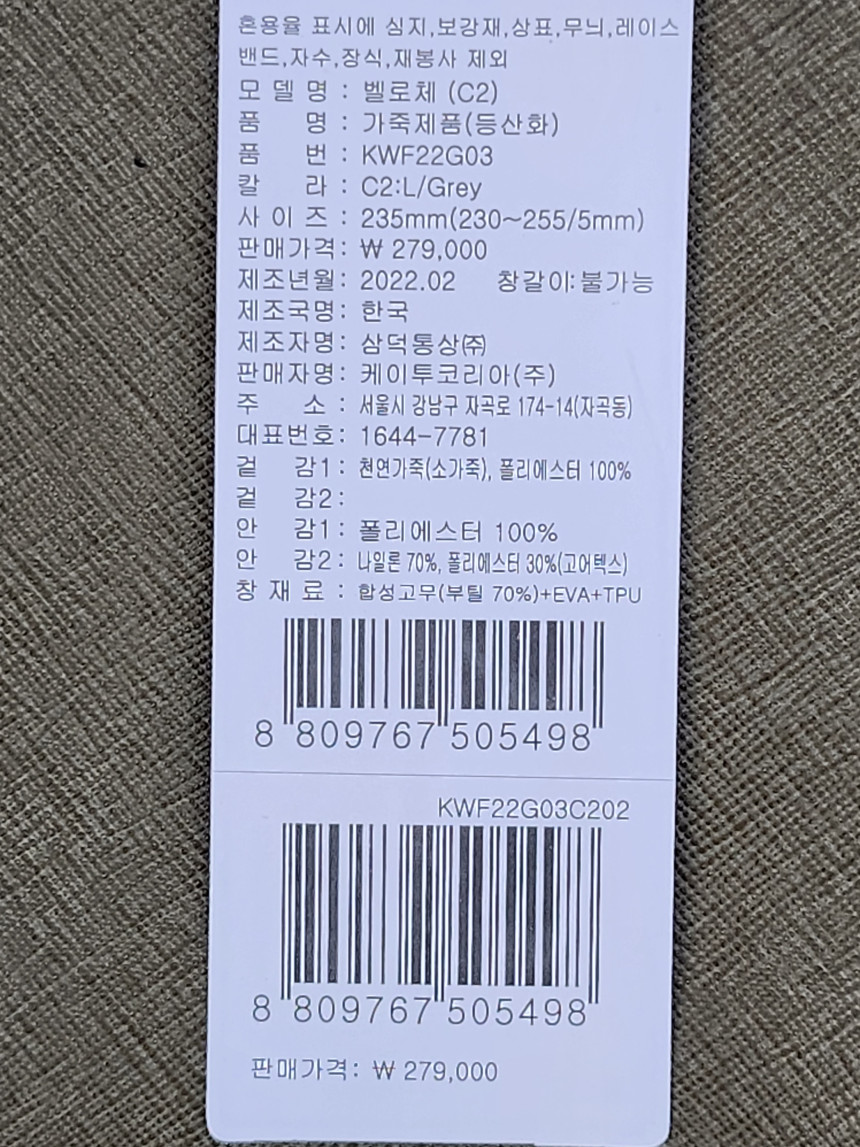 혼용율 표시에 심지,보강재,상표,무늬,레이스
밴드,자수,장식,재봉사 제외
모 델 명 : 벨로체 (C2)
품 명 : 가죽제품(등산화)
품 번 : KWF22G03
칼 라 : C2:L/Grey
사 이 즈 : 235mm(230~255/5mm)
판매가격: ₩ 279,000
제조년월: 2022.02 창갈이:불가능
제조국명: 한국
제조자명: 삼덕통상㈜
판매자명: 케이투코리아(주)
주 소 : 서울시 강남구 자곡로 174-14(자곡동)
대표번호: 1644-7781
겉 감1: 천연가죽(소가죽), 폴리에스터 100%
겉 감2:
안 감1: 폴리에스터 100%
안 감2: 나일론 70%, 폴리에스터 30%(고어텍스)
창 재 료 : 합성고무(부틸 70%)+EVA+TPU
8 809767 505498
KWF22G03C202
8 809767 505498
판매가격: ₩ 279,000